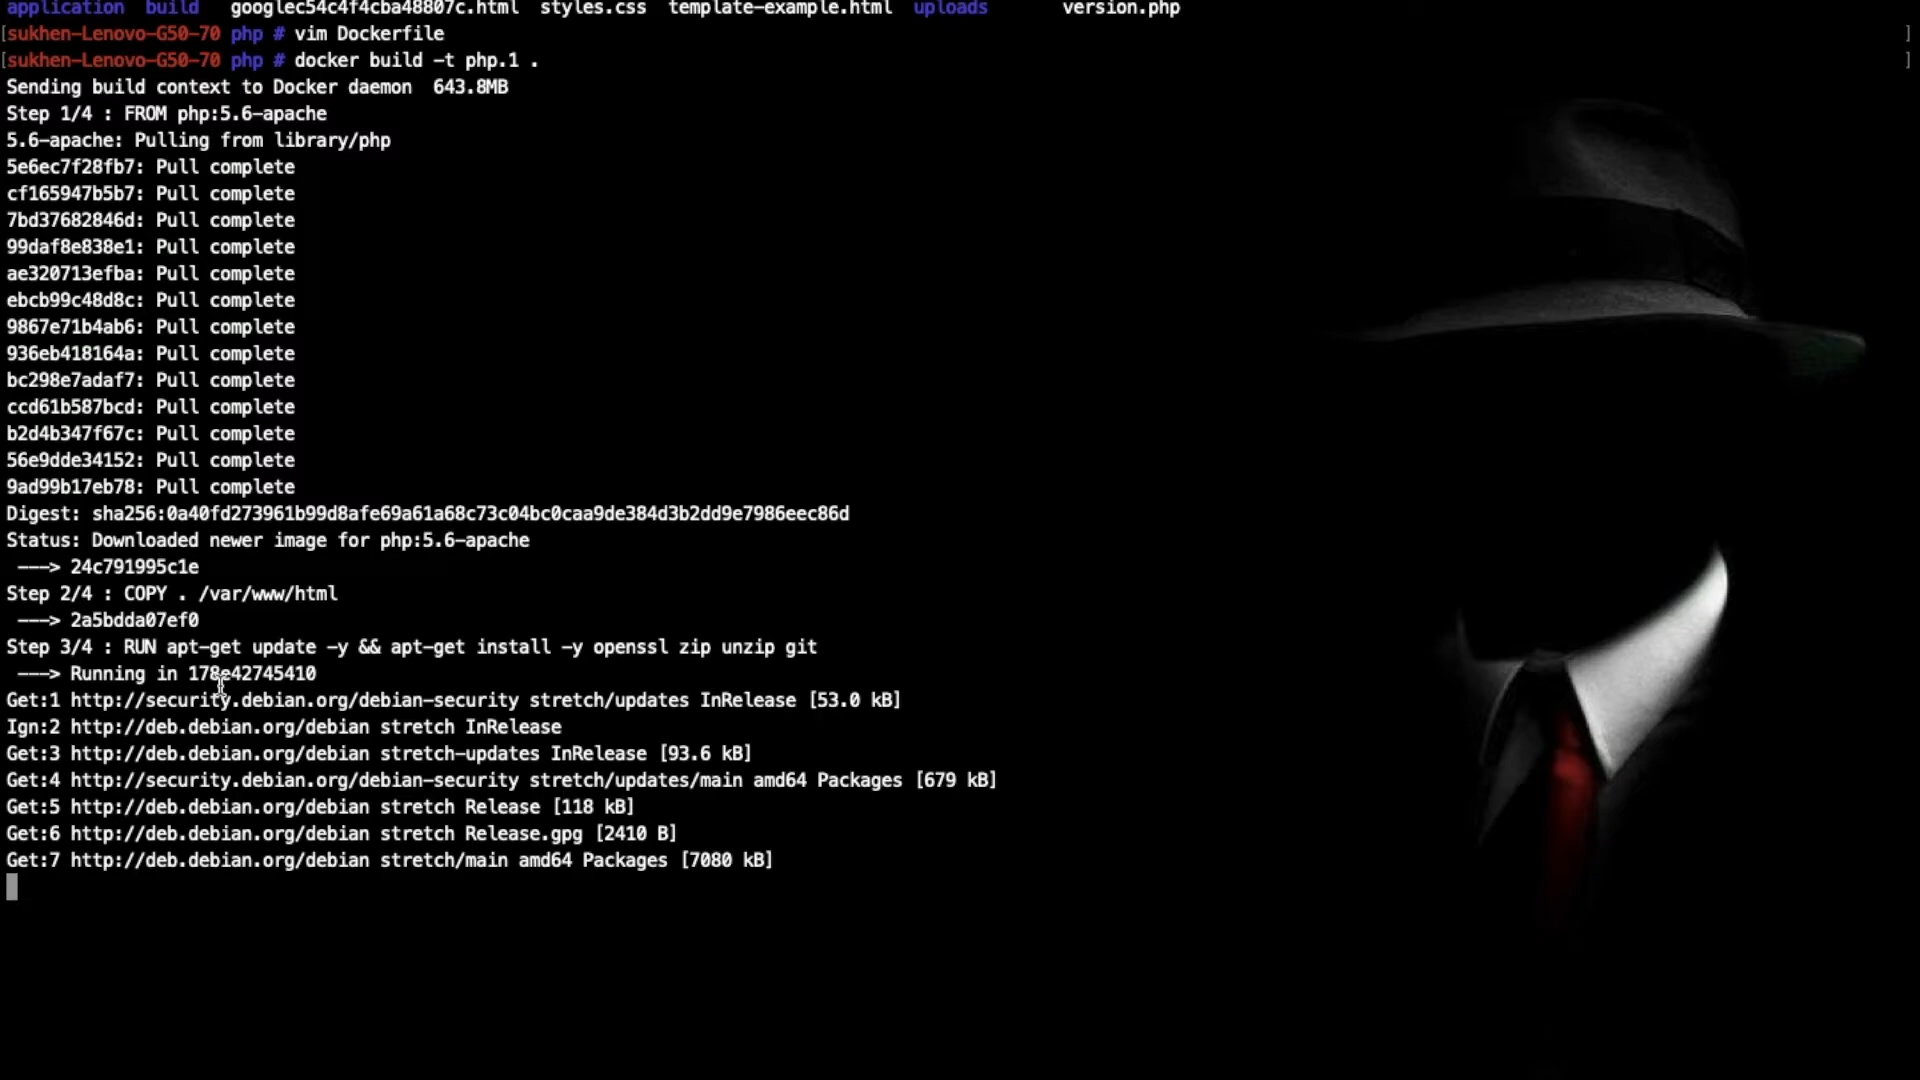 application build googlec54c4f4cba48807c.html styles.css template-example.html uploads version.php
[sukhen-Lenovo-G50-70 php # vim Dockerfile ]
[sukhen-Lenovo-G50-70 php # docker build -t php.1 . ]
Sending build context to Docker daemon 643.8MB
Step 1/4 : FROM php:5.6-apache
5.6-apache: Pulling from library/php
5e6ec7f28fb7: Pull complete
cf165947b5b7: Pull complete
7bd37682846d: Pull complete
99daf8e838e1: Pull complete
ae320713efba: Pull complete
ebcb99c48d8c: Pull complete
9867e71b4ab6: Pull complete
936eb418164a: Pull complete
bc298e7adaf7: Pull complete
ccd61b587bcd: Pull complete
b2d4b347f67c: Pull complete
56e9dde34152: Pull complete
9ad99b17eb78: Pull complete
Digest: sha256:0a40fd273961b99d8afe69a61a68c73c04bc0caa9de384d3b2dd9e7986eec86d
Status: Downloaded newer image for php:5.6-apache
---> 24c791995c1e
Step 2/4 : COPY . /var/www/html
---> 2a5bdda07ef0
Step 3/4 : RUN apt-get update -y && apt-get install -y openssl zip unzip git
---> Running in 178e42745410
Get:1 http://security.debian.org/debian-security stretch/updates InRelease [53.0 kB]
Ign:2 http://deb.debian.org/debian stretch InRelease
Get:3 http://deb.debian.org/debian stretch-updates InRelease [93.6 kB]
Get:4 http://security.debian.org/debian-security stretch/updates/main amd64 Packages [679 kB]
Get:5 http://deb.debian.org/debian stretch Release [118 kB]
Get:6 http://deb.debian.org/debian stretch Release.gpg [2410 B]
Get:7 http://deb.debian.org/debian stretch/main amd64 Packages [7080 kB]